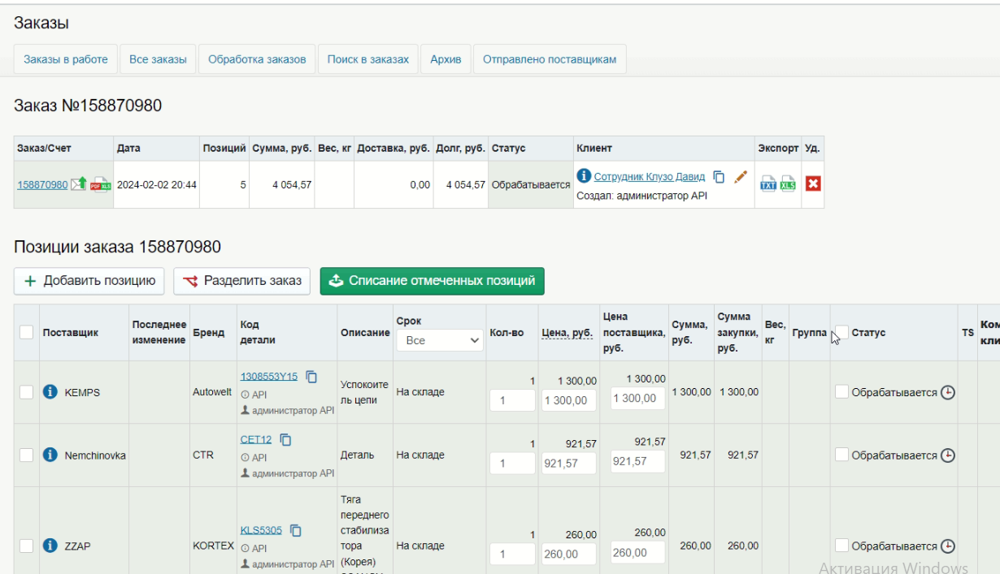 Заказы
Заказы в работе Все заказы Обработка заказов Поиск в заказах Архив Отправлено поставщикам
Заказ №158870980
Заказ/Счет Дата Позиций Сумма, руб. Вес, кг Доставка, руб. Долг, руб. Статус Клиент Экспорт Уд.
158870980 PDF XLS 2024-02-02 20:44 5 4 054,57 0,00 4 054,57 Обрабатывается Сотрудник Клузо Давид TXT XLS
Создал: администратор API
Позиции заказа 158870980
Добавить позицию Разделить заказ Списание отмеченных позиций
Поставщик
Последнее
изменение
Бренд
Код
детали
Описание
Срок
Все
Кол-во
Цена, руб.
Цена
поставщика,
руб.
Сумма,
руб.
Сумма
закупки,
руб.
Вес,
кг
Группа
Статус
TS
Ком
кли
KEMPS
Autowelt
1308553Y15
API
администратор API
Успокоите
ль цепи
На складе
1
1
1 300,00
1 300,00
1 300,00
1 300,00
1 300,00
1 300,00
Обрабатывается
Nemchinovka
CTR
CET12
API
администратор API
Деталь
На складе
1
1
921,57
921,57
921,57
921,57
921,57
921,57
Обрабатывается
ZZAP
KORTEX
KLS5305
API
администратор API
Тяга
переднего
стабилиза
тора
(Корея)
На складе
1
1
260,00
260,00
260,00
260,00
260,00
260,00
Обрабатывается
Активация Windows